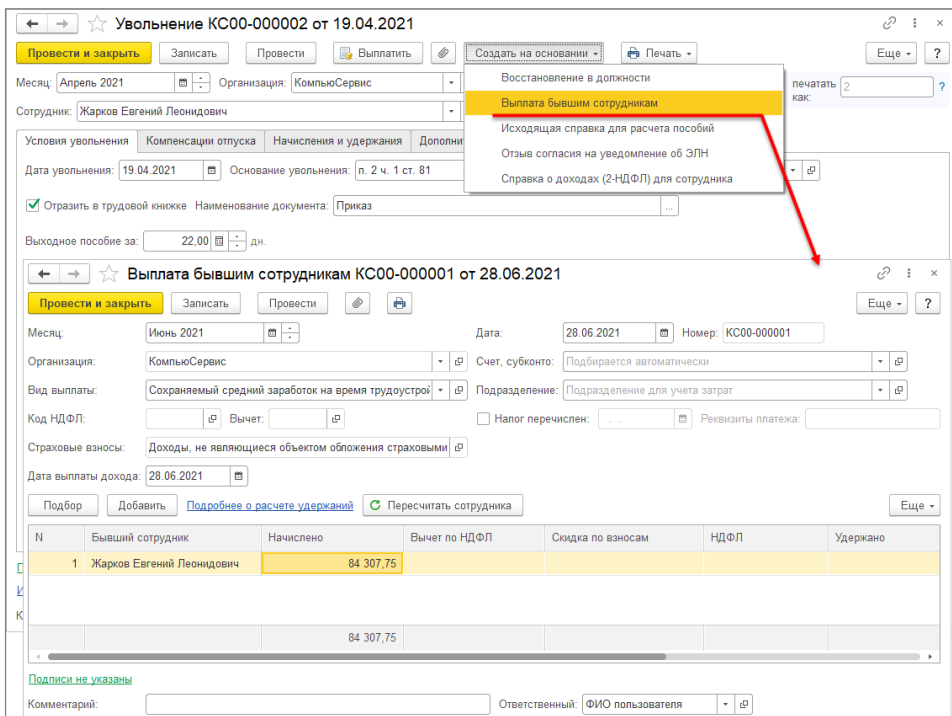 Увольнение КС00-000002 от 19.04.2021
Провести и закрыть Записать Провести Выплатить Создать на основании Печать Еще ?
Месяц: Апрель 2021 Организация: КомпьюСервис
Восстановление в должности
печатать как: 2 ?
Сотрудник: Жарков Евгений Леонидович
Выплата бывшим сотрудникам
Условия увольнения Компенсации отпуска Начисления и удержания
Исходящая справка для расчета пособий
Отзыв согласия на уведомление об ЭЛН
Дата увольнения: 19.04.2021 Основание увольнения: п. 2 ч. 1 ст. 81
Справка о доходах (2-НДФЛ) для сотрудника
Отразить в трудовой книжке Наименование документа: Приказ ...
Выходное пособие за: 22,00 дн.
Выплата бывшим сотрудникам КС00-000001 от 28.06.2021
Провести и закрыть Записать Провести Еще ?
Месяц: Июнь 2021 Дата: 28.06.2021 Номер: КС00-000001
Организация: КомпьюСервис Счет, субконто: Подбирается автоматически
Вид выплаты: Сохраняемый средний заработок на время трудоустрой Подразделение: Подразделение для учета затрат
Код НДФЛ: Вычет: Налог перечислен: . . Реквизиты платежа:
Страховые взносы: Доходы, не являющиеся объектом обложения страховыми
Дата выплаты дохода: 28.06.2021
Подбор Добавить Подробнее о расчете удержаний Пересчитать сотрудника Еще
N Бывший сотрудник Начислено Вычет по НДФЛ Скидка по взносам НДФЛ Удержано
1 Жарков Евгений Леонидович 84 307,75
84 307,75
Подписи не указаны
Комментарий: Ответственный: ФИО пользователя